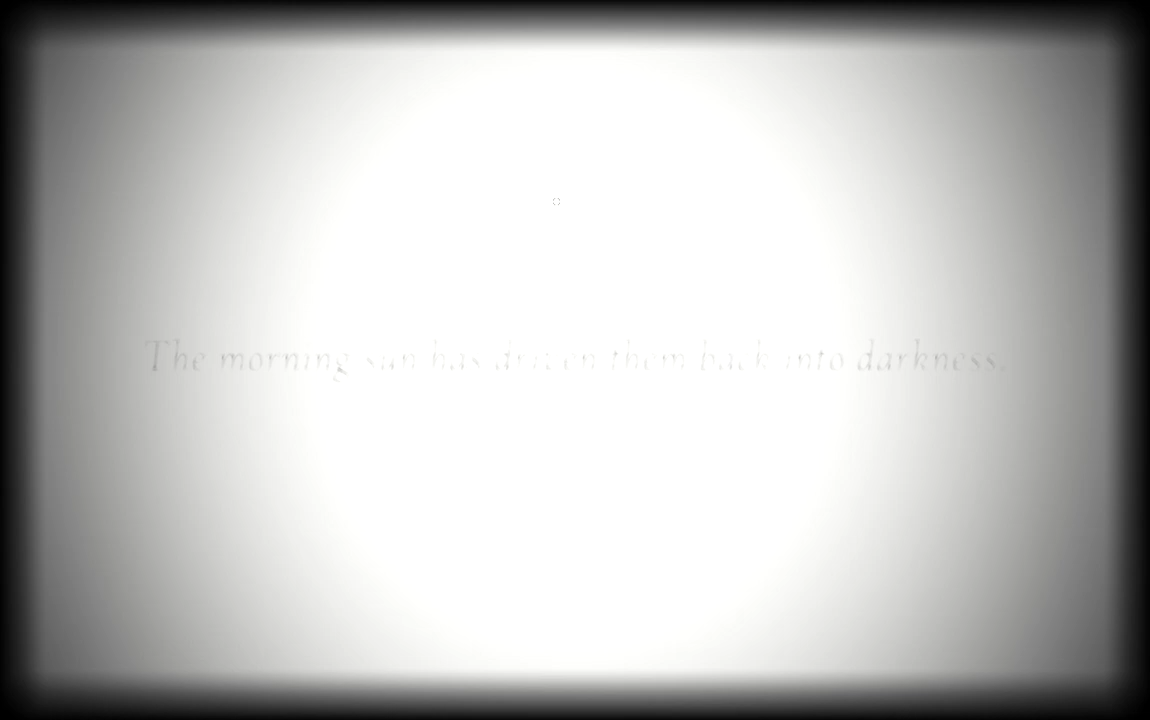 The morning sun has driven them back into darkness.